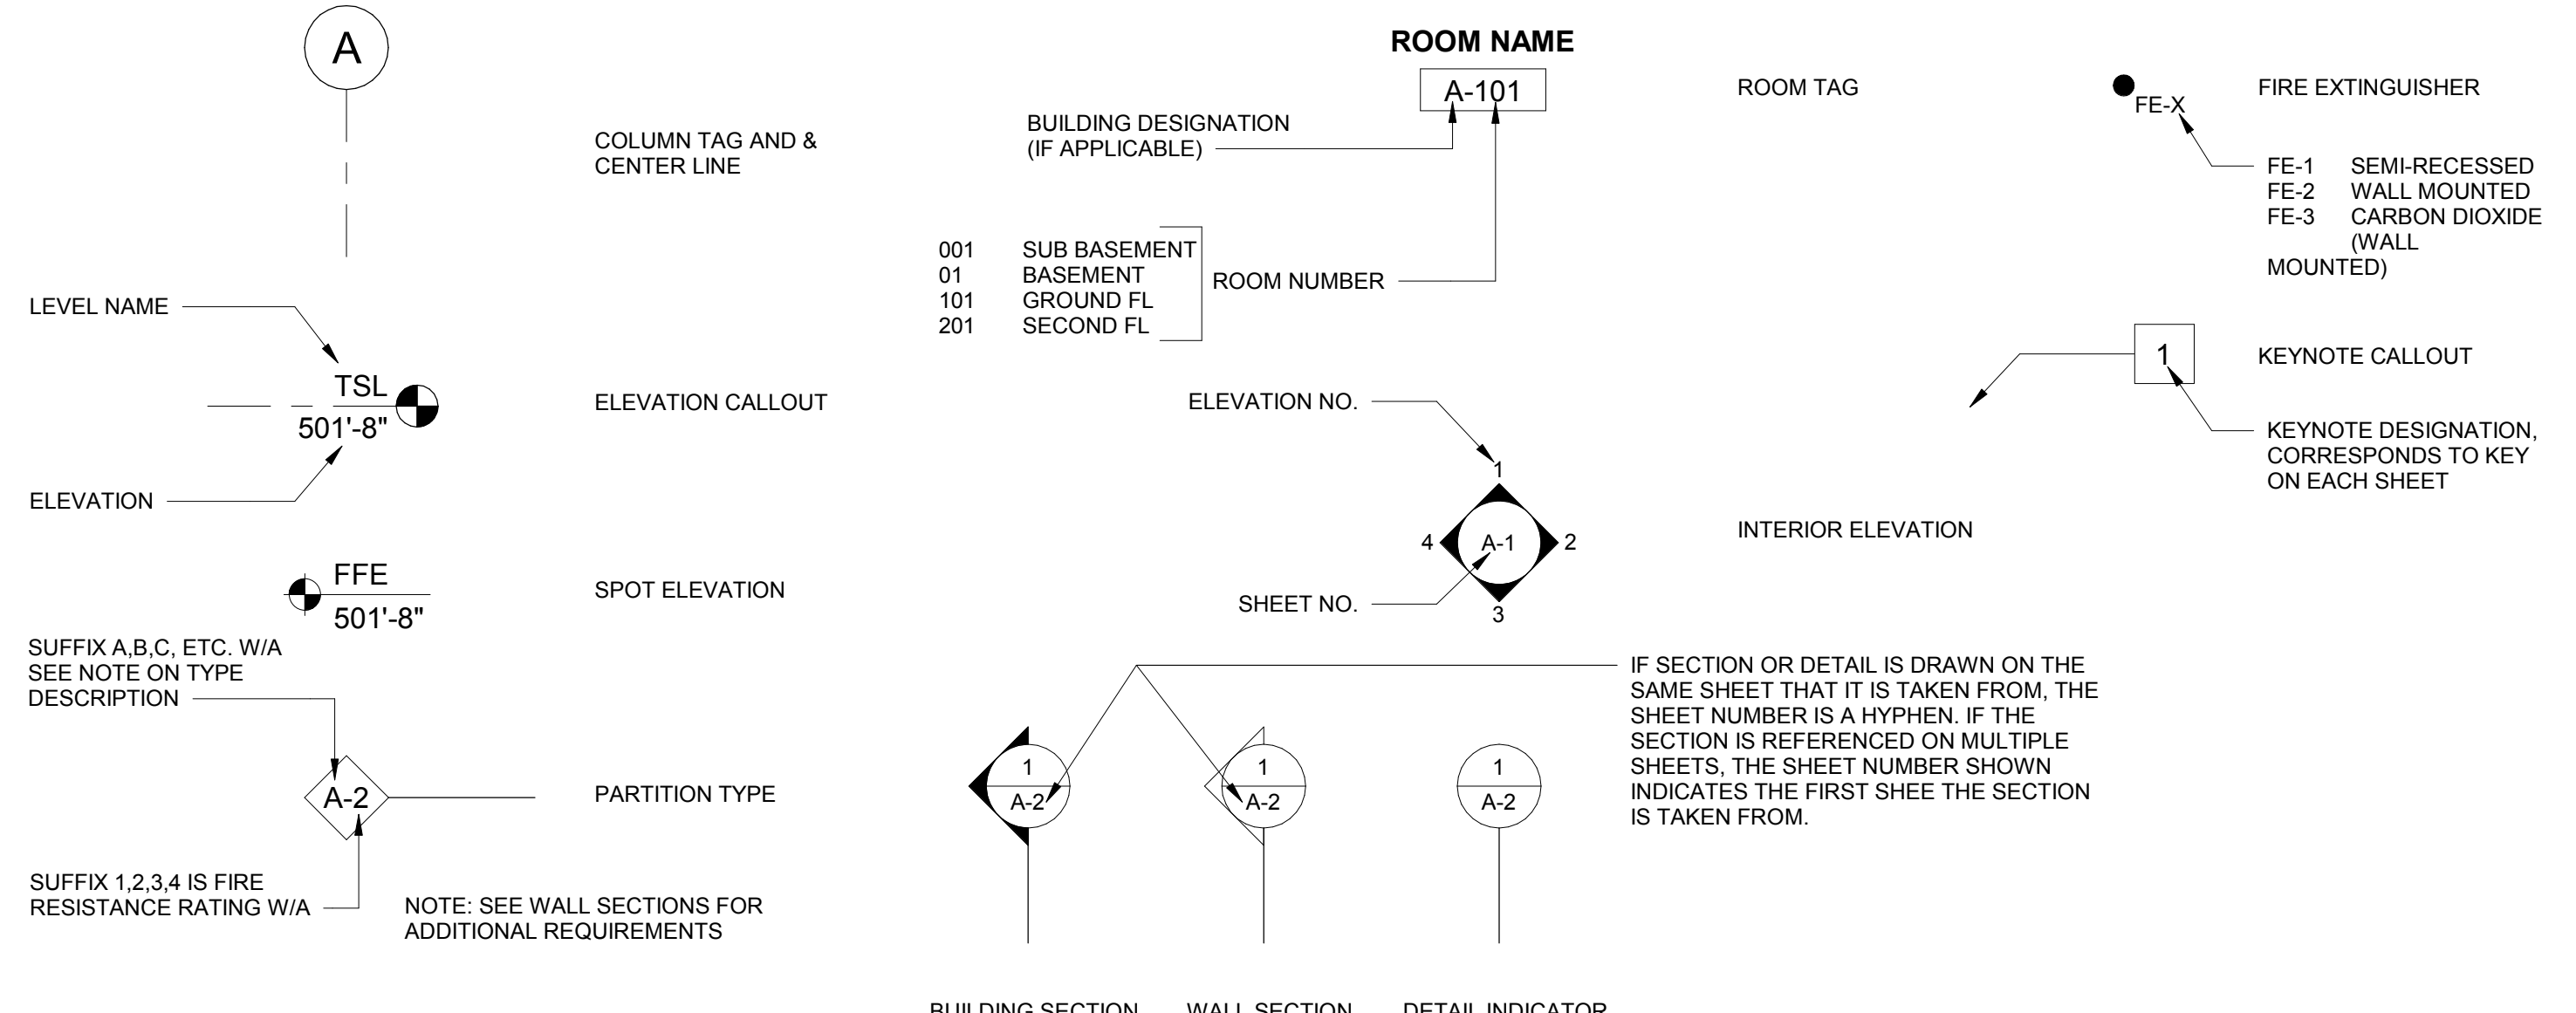 A
COLUMN TAG AND &
CENTER LINE
LEVEL NAME
TSL
501'-8"
ELEVATION CALLOUT
ELEVATION
FFE
501'-8"
SPOT ELEVATION
SUFFIX A,B,C, ETC. W/A
SEE NOTE ON TYPE
DESCRIPTION
A-2
PARTITION TYPE
SUFFIX 1,2,3,4 IS FIRE
RESISTANCE RATING W/A
NOTE: SEE WALL SECTIONS FOR
ADDITIONAL REQUIREMENTS
ROOM NAME
A-101
ROOM TAG
BUILDING DESIGNATION
(IF APPLICABLE)
001 SUB BASEMENT
01 BASEMENT
101 GROUND FL
201 SECOND FL
ROOM NUMBER
ELEVATION NO.
1
4
A-1
2
3
INTERIOR ELEVATION
SHEET NO.
IF SECTION OR DETAIL IS DRAWN ON THE
SAME SHEET THAT IT IS TAKEN FROM, THE
SHEET NUMBER IS A HYPHEN. IF THE
SECTION IS REFERENCED ON MULTIPLE
SHEETS, THE SHEET NUMBER SHOWN
INDICATES THE FIRST SHEE THE SECTION
IS TAKEN FROM.
1
A-2
1
A-2
1
A-2
BUILDING SECTION
WALL SECTION
DETAIL INDICATOR
FE-X
FIRE EXTINGUISHER
FE-1 SEMI-RECESSED
FE-2 WALL MOUNTED
FE-3 CARBON DIOXIDE
(WALL
MOUNTED)
1
KEYNOTE CALLOUT
KEYNOTE DESIGNATION,
CORRESPONDS TO KEY
ON EACH SHEET